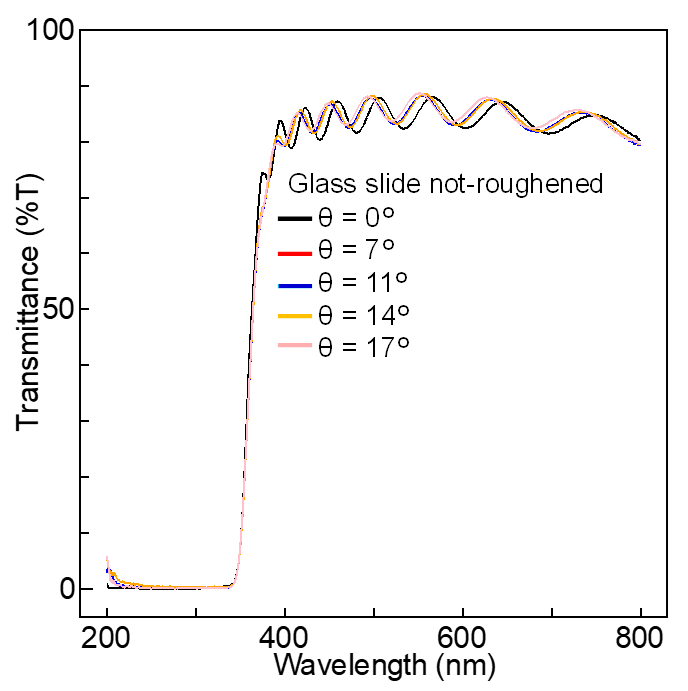 100
50
0
Transmittance (%T)
Glass slide not-roughened
θ = 0°
θ = 7°
θ = 11°
θ = 14°
θ = 17°
200 400 600 800
Wavelength (nm)